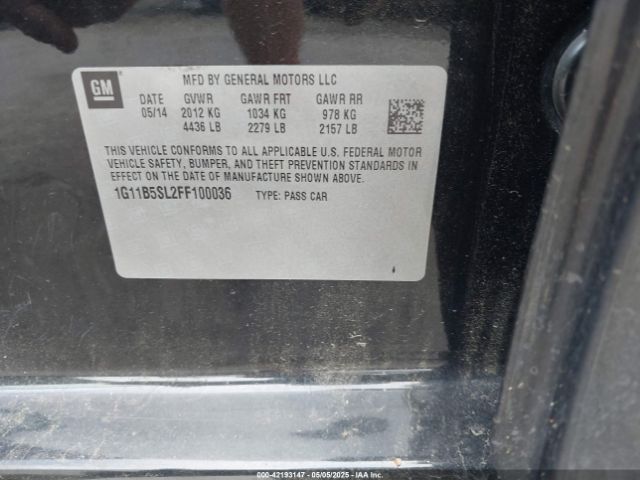 GM
MFD BY GENERAL MOTORS LLC
DATE GVWR GAWR FRT GAWR RR
05/14 2012 KG 1034 KG 978 KG
4436 LB 2279 LB 2157 LB
THIS VEHICLE CONFORMS TO ALL APPLICABLE U.S. FEDERAL MOTOR
VEHICLE SAFETY, BUMPER, AND THEFT PREVENTION STANDARDS IN
EFFECT ON THE DATE OF MANUFACTURE SHOWN ABOVE.
1G11B5SL2FF100036 TYPE: PASS CAR
000-42193147 - 05/05/2025 - IAA Inc.